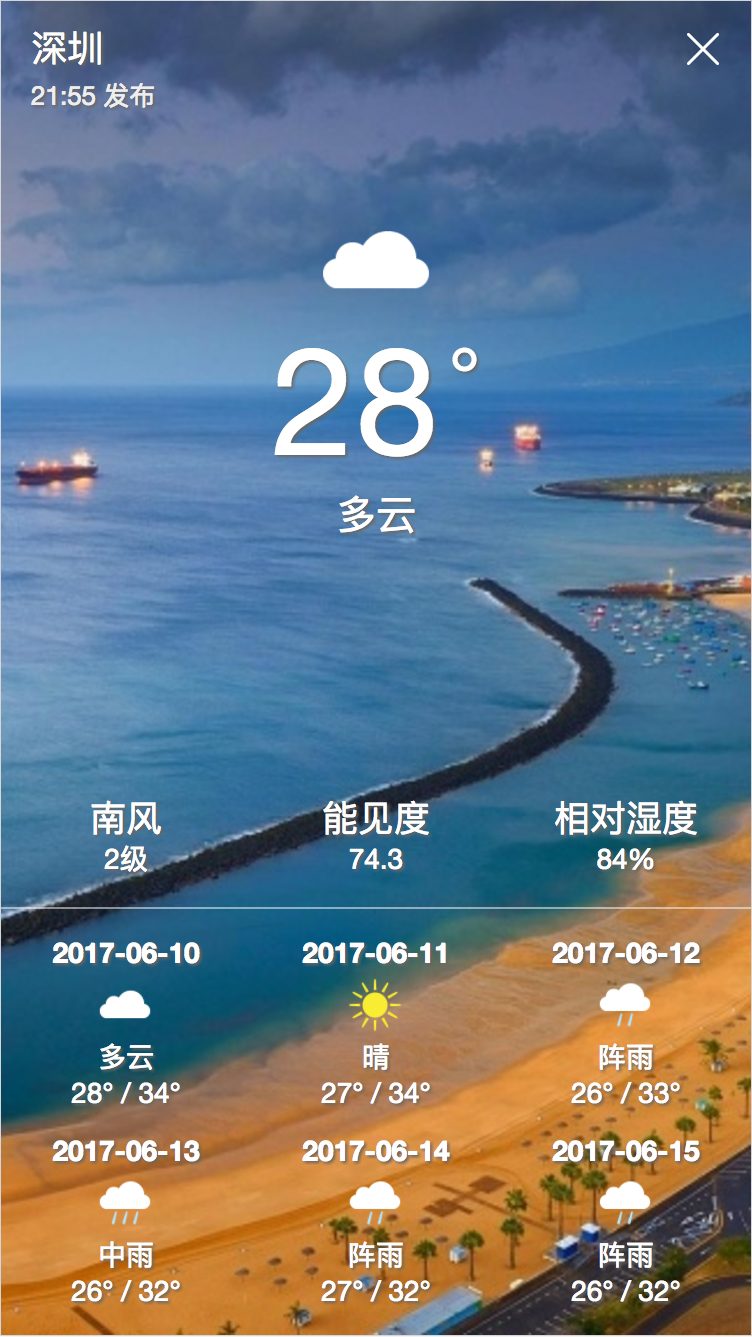 深圳
21:55 发布
28°
多云
南风 能见度 相对湿度
2级 74.3 84%
2017-06-10 2017-06-11 2017-06-12
多云 晴 阵雨
28° / 34° 27° / 34° 26° / 33°
2017-06-13 2017-06-14 2017-06-15
中雨 阵雨 阵雨
26° / 32° 27° / 32° 26° / 32°